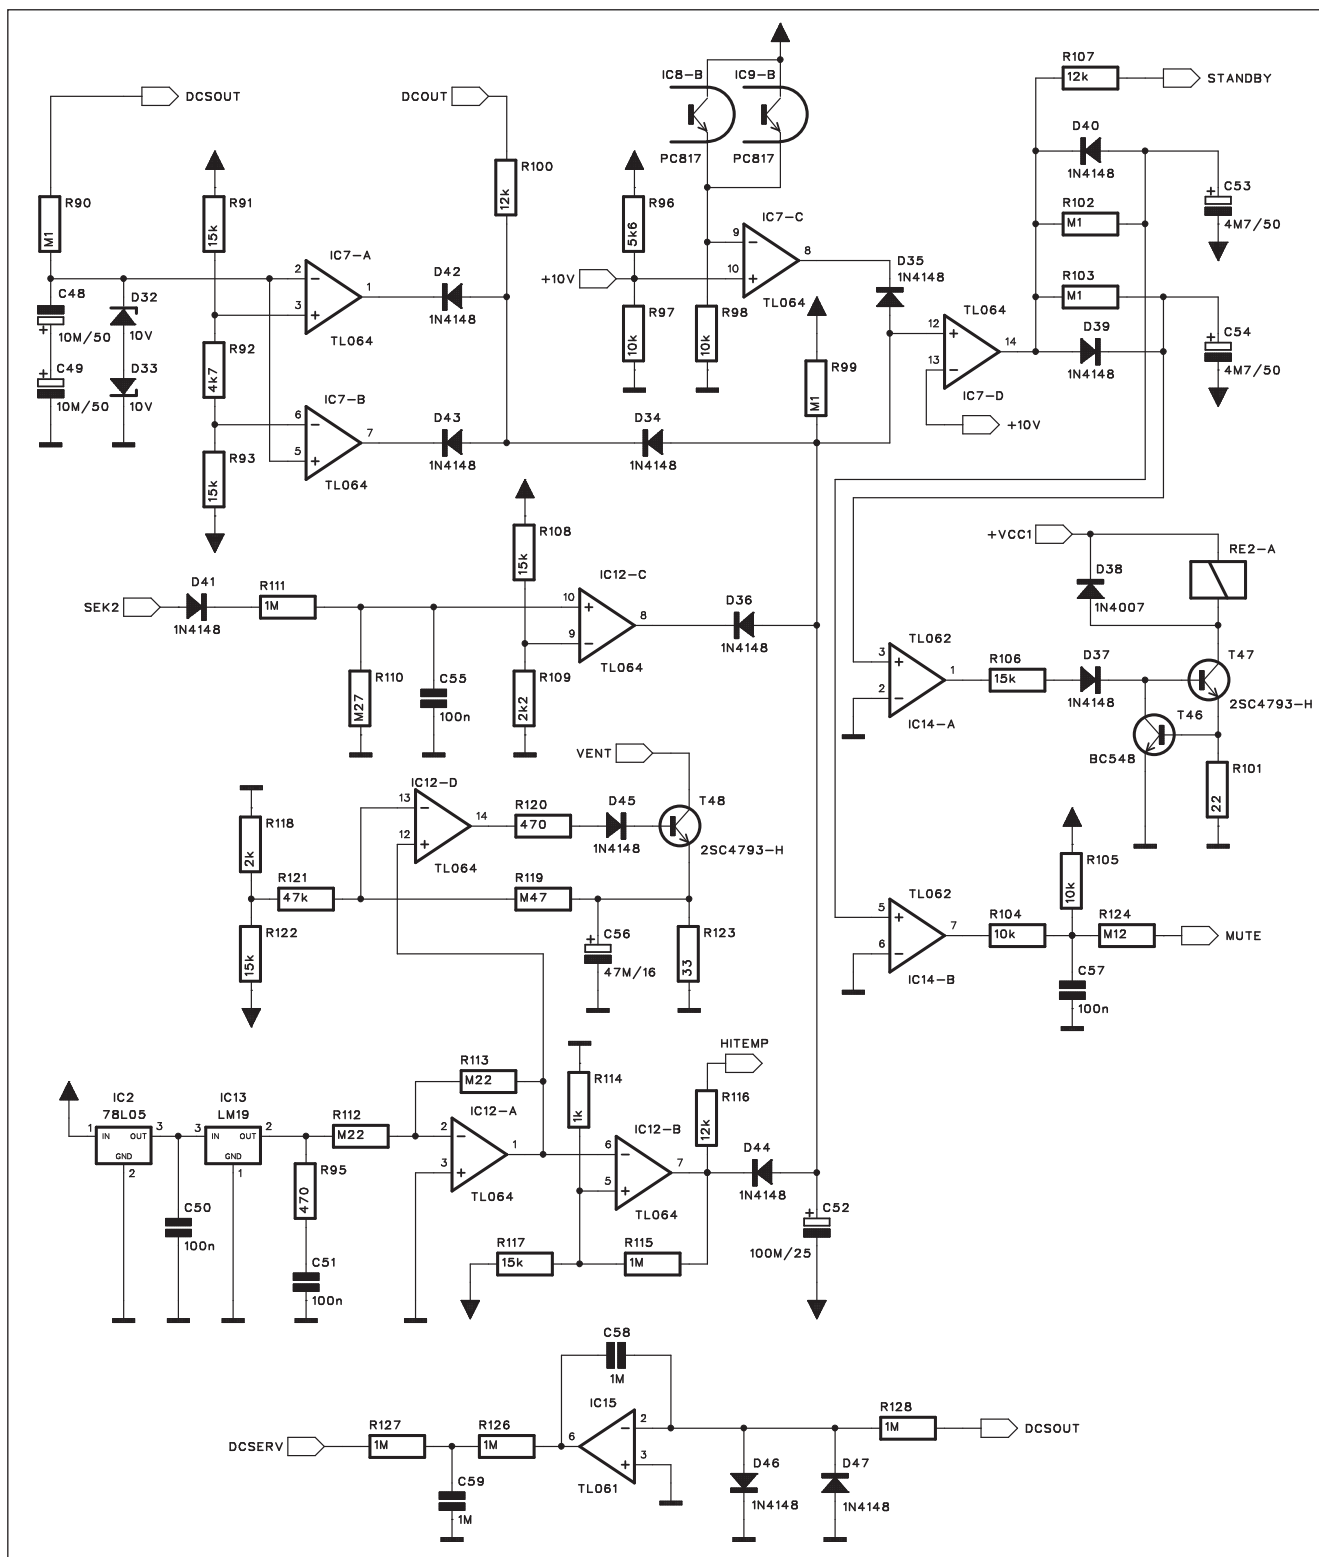 DCSOUT
DCOUT
R90
M1
C48
10M/50
C49
10M/50
D32
10V
D33
10V
R91
15k
R92
4k7
R93
15k
IC7-A
2
3
1
TL064
IC7-B
6
5
7
TL064
D42
1N4148
D43
1N4148
R100
12k
IC8-B
PC817
IC9-B
PC817
R96
5k6
+10V
R97
10k
R98
10k
IC7-C
9
10
8
TL064
D35
1N4148
R99
M1
D34
1N4148
TL064
12
13
14
IC7-D
+10V
R107
12k
STANDBY
D40
1N4148
R102
M1
R103
M1
D39
1N4148
C53
4M7/50
C54
4M7/50
SEK2
D41
1N4148
R111
1M
R110
M27
C55
100n
R108
15k
R109
2k2
IC12-C
10
9
8
TL064
D36
1N4148
+VCC1
D38
1N4007
RE2-A
TL062
3
2
1
IC14-A
R106
15k
D37
1N4148
T47
2SC4793-H
T46
BC548
R101
22
VENT
IC12-D
13
12
14
TL064
R120
470
D45
1N4148
T48
2SC4793-H
R118
2k
R121
47k
R122
15k
R119
M47
C56
47M/16
R123
33
TL062
5
6
7
IC14-B
R104
10k
R105
10k
R124
M12
MUTE
C57
100n
IC2
78L05
1
IN
OUT
3
GND
2
C50
100n
IC13
LM19
3
IN
OUT
2
GND
1
R95
470
C51
100n
R112
M22
R113
M22
IC12-A
2
3
1
TL064
R114
1k
IC12-B
6
5
7
TL064
HITEMP
R116
12k
D44
1N4148
R117
15k
R115
1M
C52
100M/25
C58
1M
IC15
2
3
6
TL061
DCSERV
R127
1M
R126
1M
C59
1M
D46
1N4148
D47
1N4148
R128
1M
DCSOUT